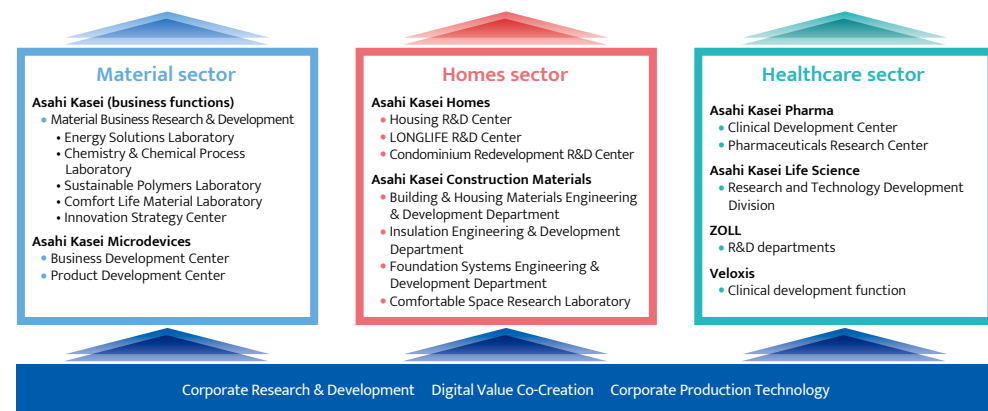 Material sector
Asahi Kasei (business functions)
• Material Business Research & Development
• Energy Solutions Laboratory
• Chemistry & Chemical Process
Laboratory
• Sustainable Polymers Laboratory
• Comfort Life Material Laboratory
• Innovation Strategy Center
Asahi Kasei Microdevices
• Business Development Center
• Product Development Center
Homes sector
Asahi Kasei Homes
• Housing R&D Center
• LONGLIFE R&D Center
• Condominium Redevelopment R&D Center
Asahi Kasei Construction Materials
• Building & Housing Materials Engineering
& Development Department
• Insulation Engineering & Development
Department
• Foundation Systems Engineering &
Development Department
• Comfortable Space Research Laboratory
Healthcare sector
Asahi Kasei Pharma
• Clinical Development Center
• Pharmaceuticals Research Center
Asahi Kasei Life Science
• Research and Technology Development
Division
ZOLL
• R&D departments
Veloxis
• Clinical development function
Corporate Research & Development Digital Value Co-Creation Corporate Production Technology